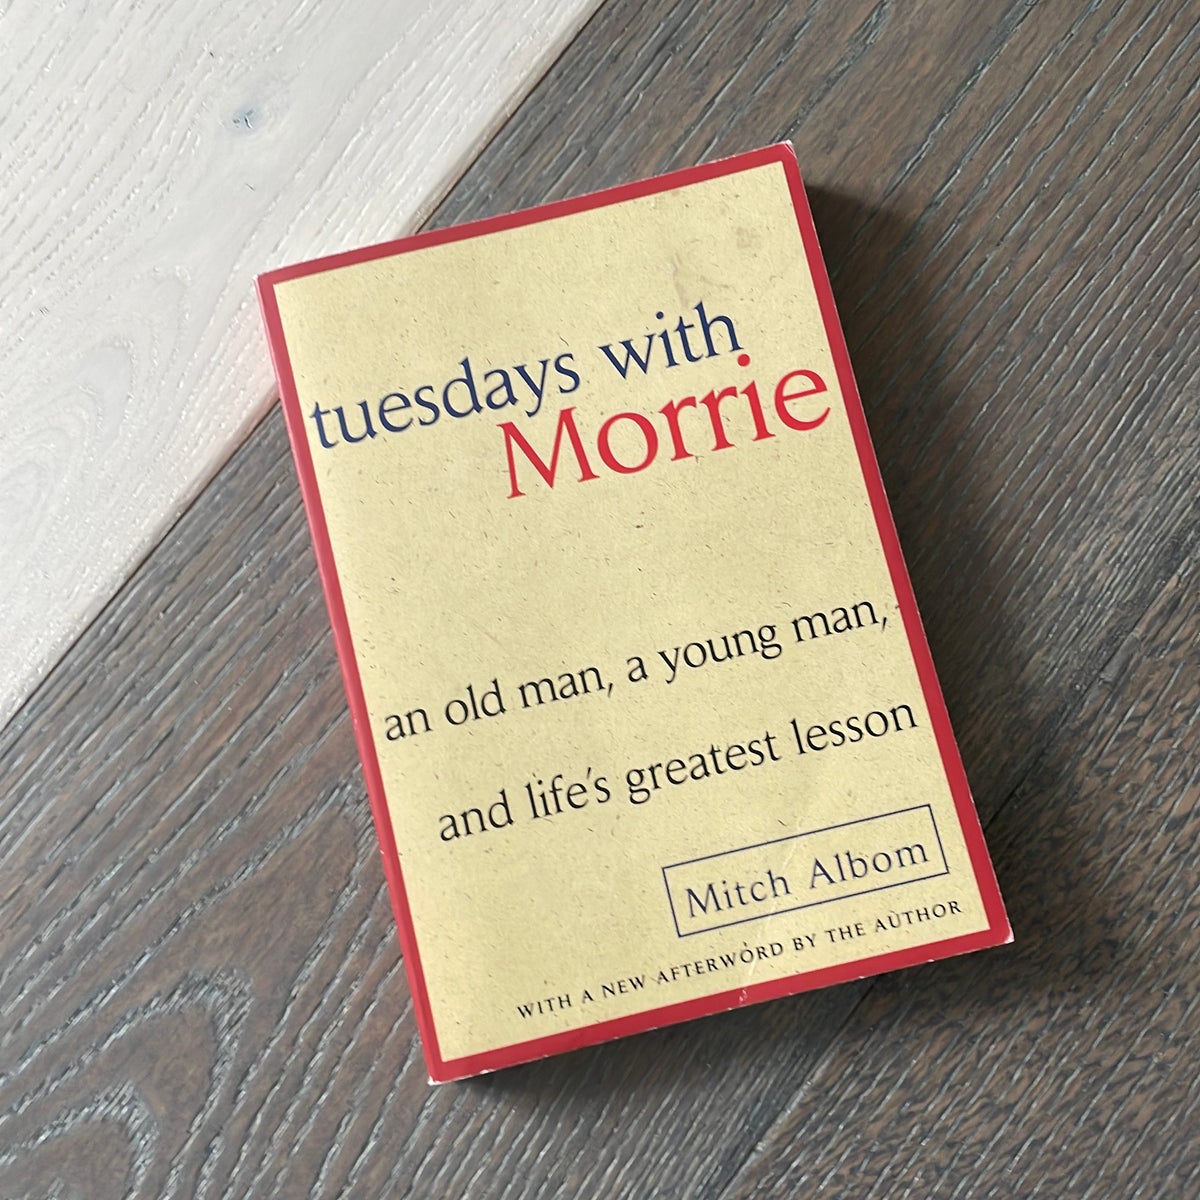 tuesdays with
Morrie
an old man, a young man,
and life's greatest lesson
Mitch Albom
WITH A NEW AFTERWORD BY THE AUTHOR